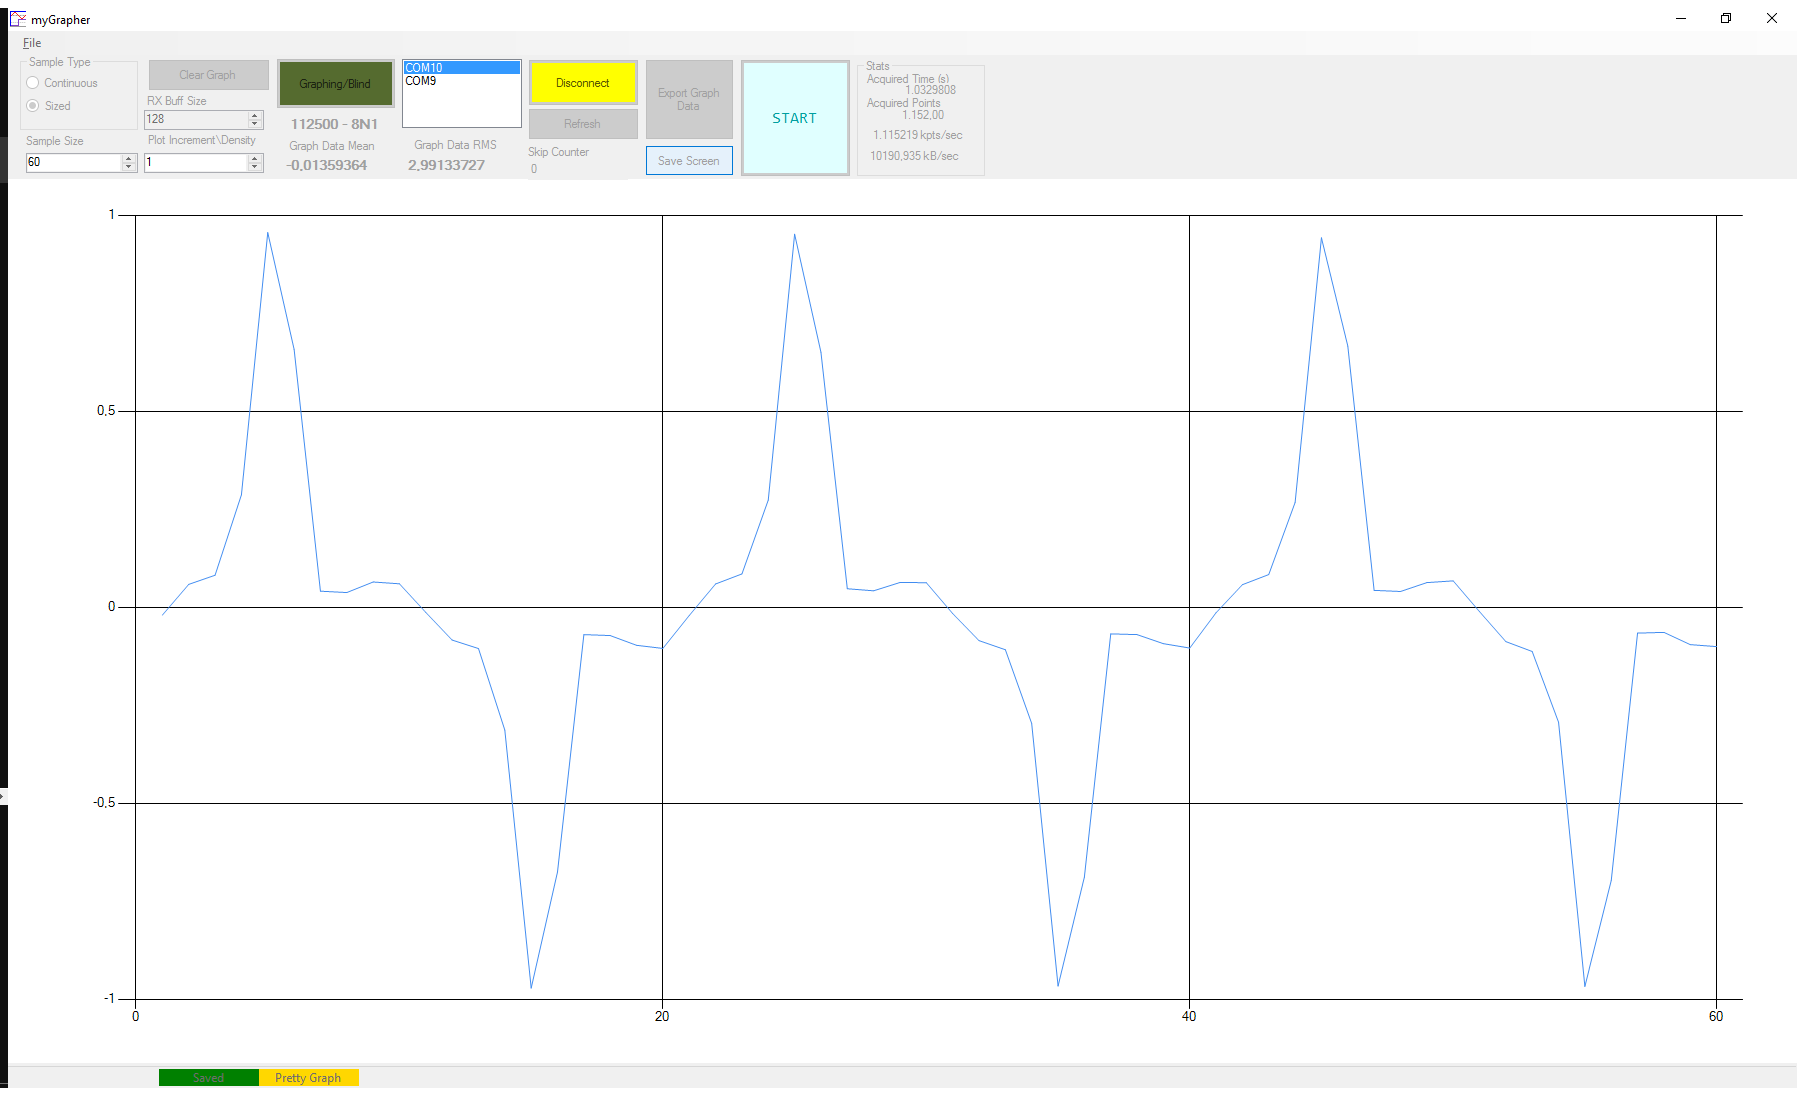 myGrapher
File
Sample Type
Continuous
Sized
Sample Size
60
Clear Graph
RX Buff Size
128
Plot Increment\Density
1
Graphing/Blind
112500 - 8N1
Graph Data Mean
-0,01359364
COM10
COM9
Graph Data RMS
2,99133727
Disconnect
Refresh
Skip Counter
0
Export Graph
Data
Save Screen
START
Stats
Acquired Time (s)
1.0329808
Acquired Points
1.152,00
1.115219 kpts/sec
10190,935 kB/sec
1
0,5
0
-0,5
-1
0
20
40
60
Saved
Pretty Graph